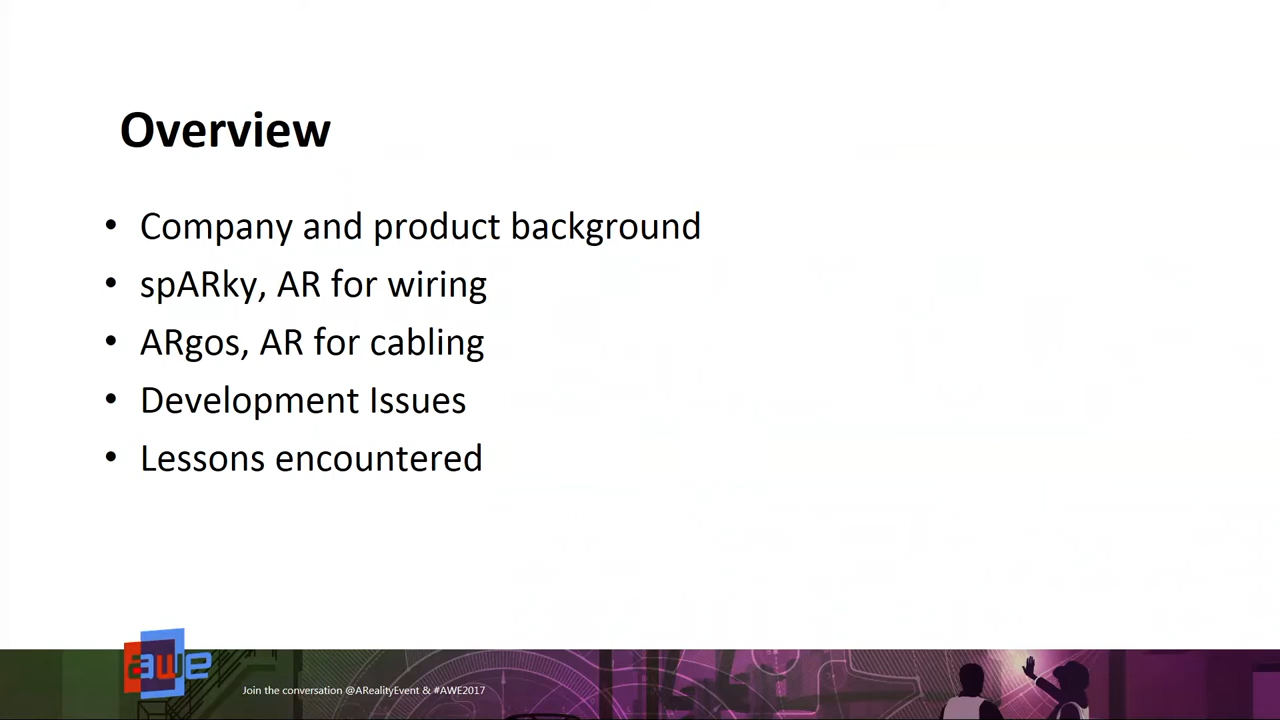 Overview
• Company and product background
• spARky, AR for wiring
• ARgos, AR for cabling
• Development Issues
• Lessons encountered
awe
Join the conversation @ARealityEvent & #AWE2017